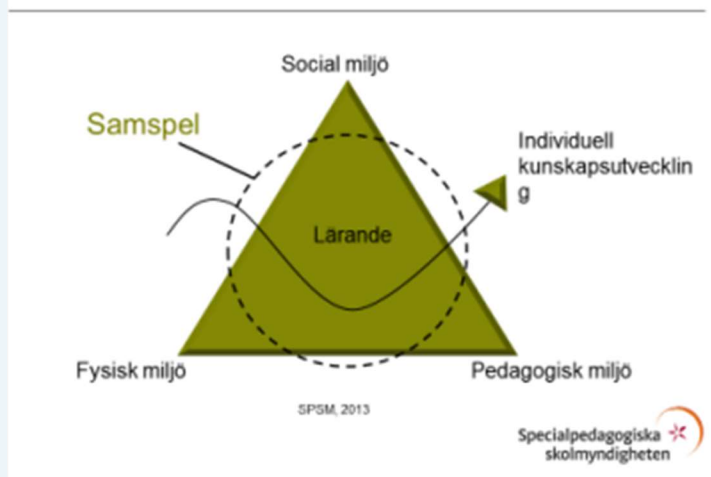 Social miljö
Samspel
Individuell
kunskapsutvecklin
g
Lärande
Fysisk miljö
Pedagogisk miljö
SPSM, 2013
Specialpedagogiska
skolmyndigheten